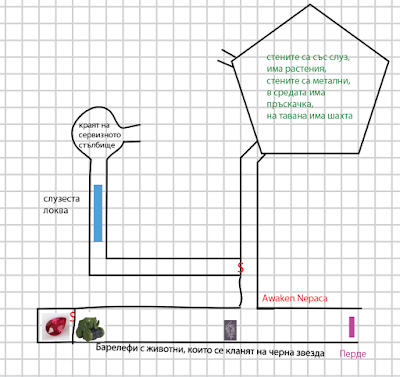 стените са със слуз,
има растения,
стените са метални,
в средата има
пръскачка,
на тавана има шахта
краят на
сервизното
стълбище
слузеста
локва
S
Awaken Nepaca
S
Барелефи с животни, които се кланят на черна звезда
Перде